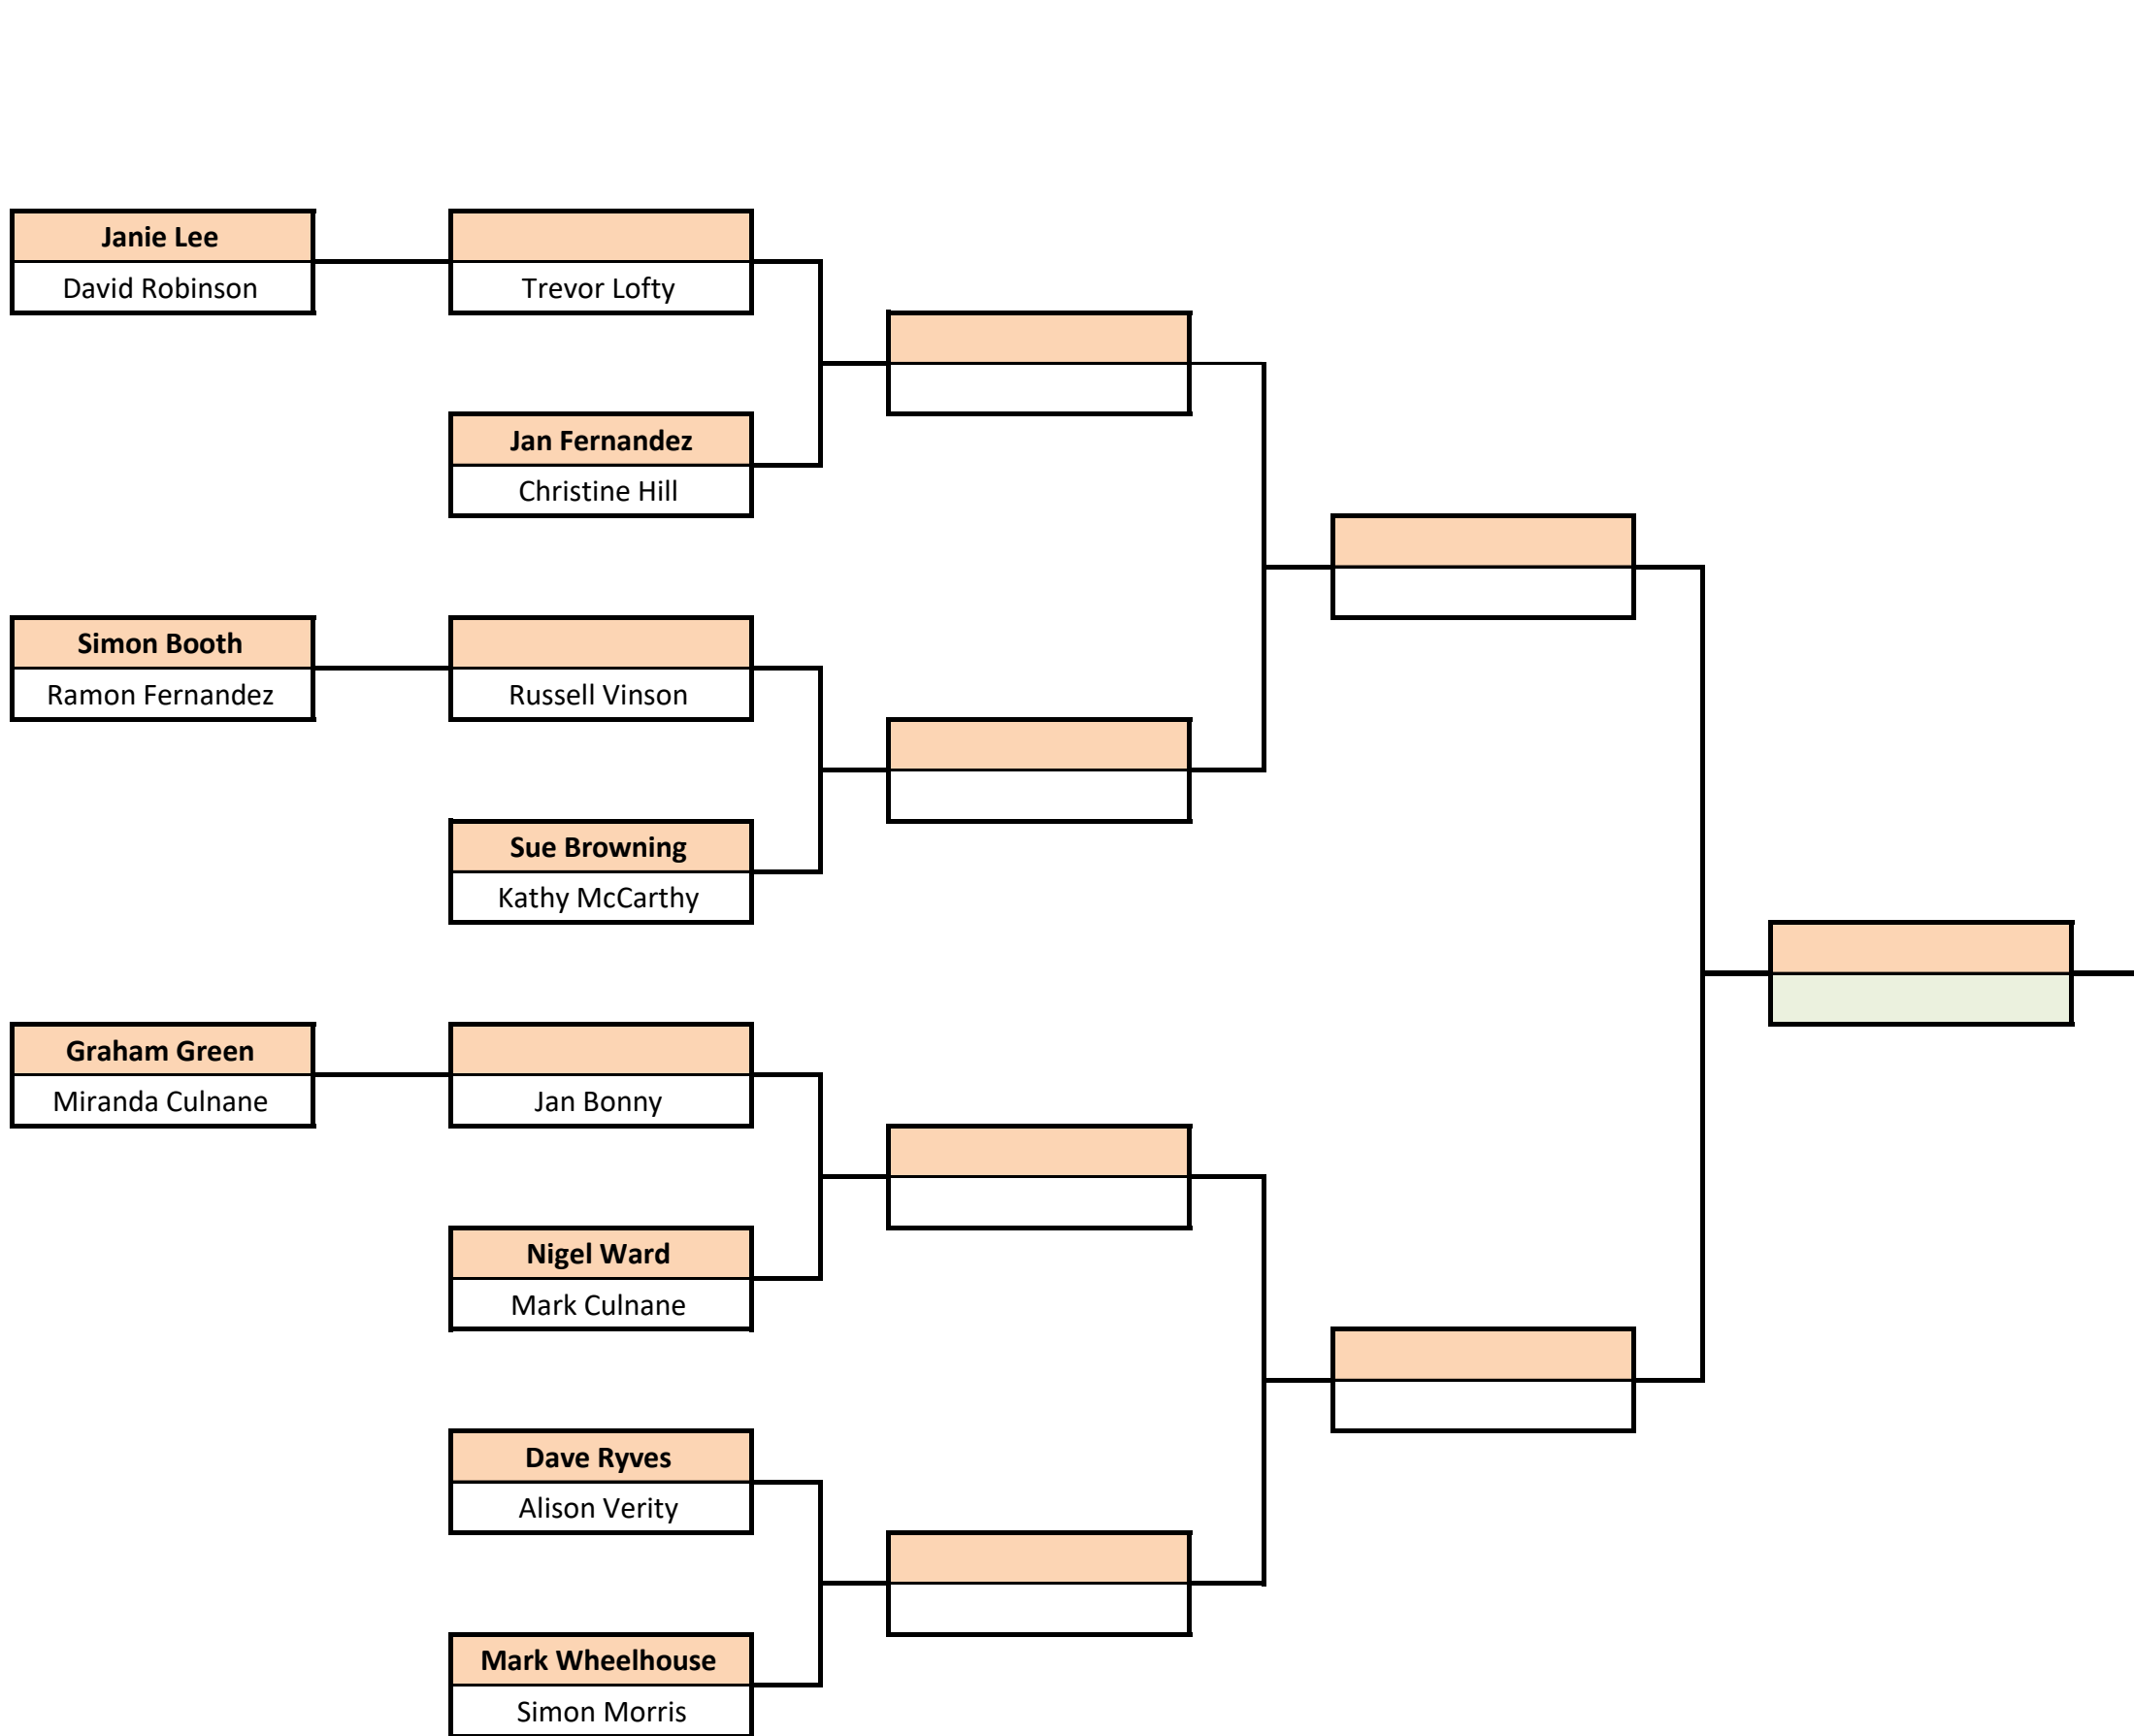 Janie Lee
David Robinson
Trevor Lofty
Jan Fernandez
Christine Hill
Simon Booth
Ramon Fernandez
Russell Vinson
Sue Browning
Kathy McCarthy
Graham Green
Miranda Culnane
Jan Bonny
Nigel Ward
Mark Culnane
Dave Ryves
Alison Verity
Mark Wheelhouse
Simon Morris